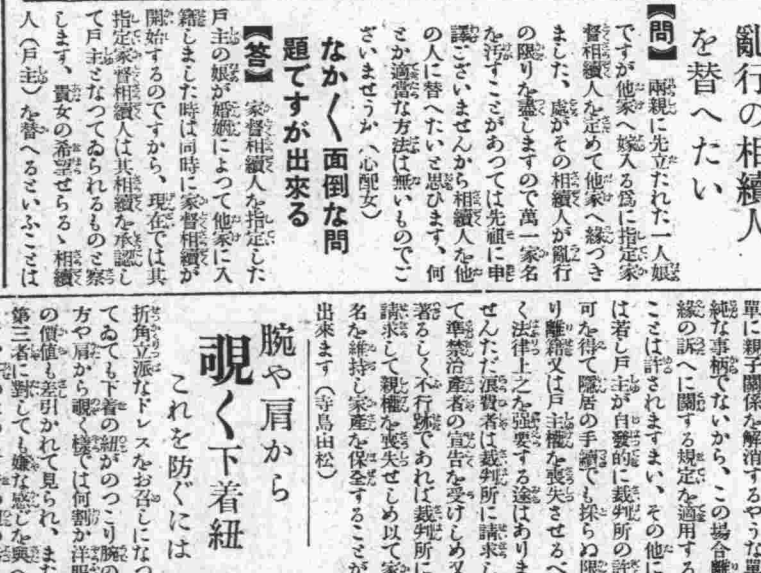 亂行の相續人
を替へたい
【問】 兩親に先立たれた一人娘
ですが他家へ嫁入る爲に指定家
督相續人を定めて他家へ緣づき
ました、處がその相續人が亂行
の限りを盡しますので萬一家名
を汚すことがあつては先祖に申
譯ございませんから相續人を他
の人に替へたいと思ひます、何
とか適當な方法は無いものでご
ざいませうか（心配女）
なか〱面倒な問
題ですが出來る
【答】 家督相續人を指定した
戸主の娘が婚姻によつて他家に入
籍しました時は同時に家督相續が
開始するのですから、現在では其
指定家督相續人は其相續を承認し
て戸主となつてゐられるものと察
します、貴女の希望せらるゝ相續
人（戸主）を替へるといふことは
單に親子關係を解消するやうな單
純な事柄でないから、この場合離
緣の訴へに關する規定を適用する
ことは許されますまい、その他に
は若し戸主が自發的に裁判所の許
可を得て隱居の手續でも採らぬ限
り離籍又は戸主權を喪失させるべ
く法律上之を强要する途はありま
せんただ浪費者は裁判所に請求し
て準禁治產者の宣告を受けしめ又
著るしく不行跡であれば裁判所に
請求して親權を喪失せしめ以て家
名を維持し家產を保全することが
出來ます（寺島由松）
腕や肩から
覗く下着紐
これを防ぐには
折角立派なドレスをお召しになつ
てゐても下着の紐がのつこり腕の
方や肩から覗く樣では何割か洋服
の價値も差引かれて見られ、また
第三者に對しても嫌な感じを與へ